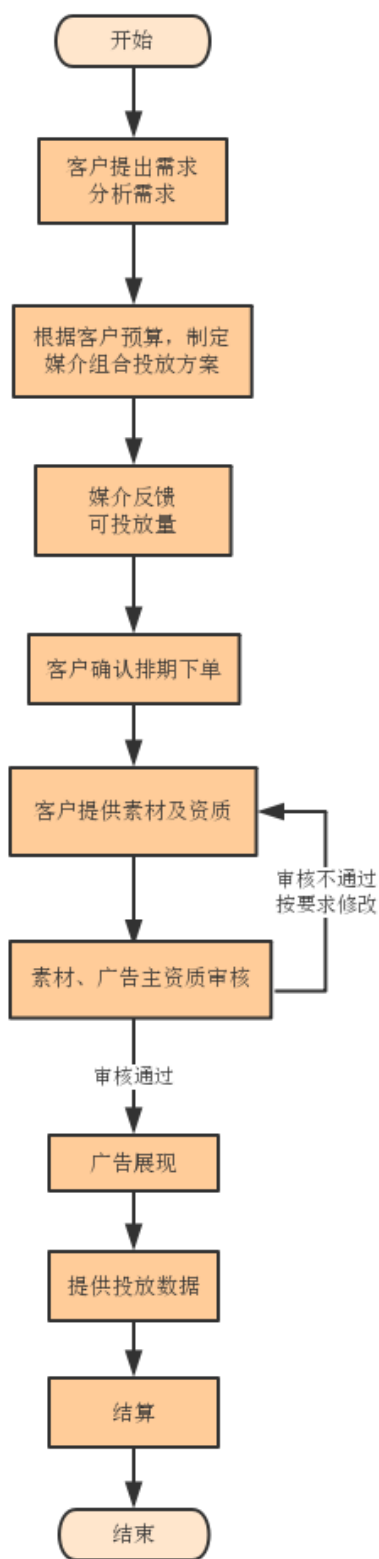 开始
客户提出需求
分析需求
根据客户预算，制定
媒介组合投放方案
媒介反馈
可投放量
客户确认排期下单
客户提供素材及资质
审核不通过
按要求修改
素材、广告主资质审核
审核通过
广告展现
提供投放数据
结算
结束